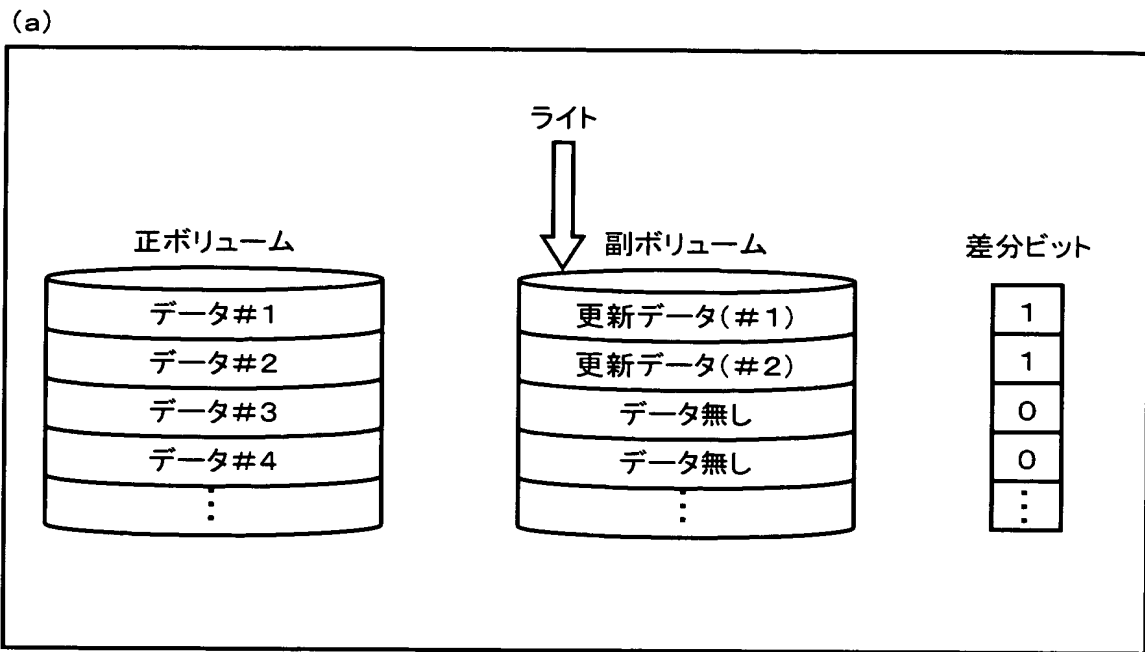 (a)
ライト
正ボリューム
副ボリューム
差分ビット
データ#1
データ#2
データ#3
データ#4
⋮
更新データ(#1)
更新データ(#2)
データ無し
データ無し
⋮
1
1
0
0
⋮